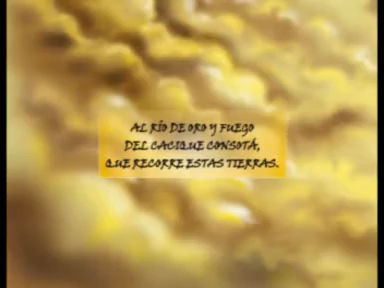 AL RÍO DE ORO Y FUEGO
DEL CACIQUE CONSOTÁ,
QUE RECORRE ESTAS TIERRAS.